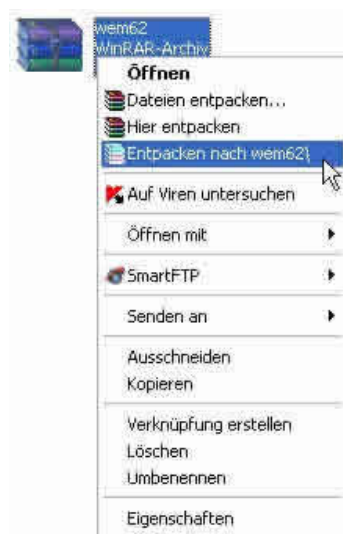 wem62
WinRAR-Archiv
Öffnen
Dateien entpacken...
Hier entpacken
Entpacken nach wem62\
Auf Viren untersuchen
Öffnen mit
SmartFTP
Senden an
Ausschneiden
Kopieren
Verknüpfung erstellen
Löschen
Umbenennen
Eigenschaften